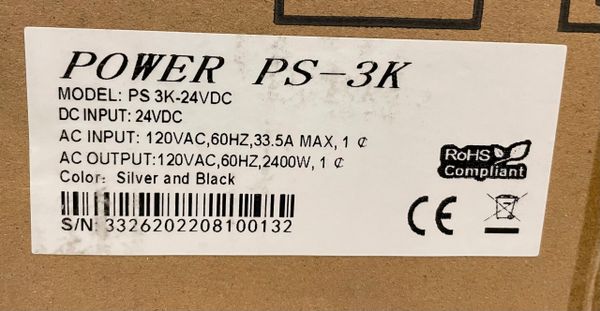 POWER PS-3K
MODEL: PS 3K-24VDC
DC INPUT: 24VDC
AC INPUT: 120VAC,60HZ,33.5A MAX, 1 ¢
AC OUTPUT:120VAC,60HZ,2400W, 1 ¢
Color: Silver and Black
RoHS
Compliant
CE
S/N: 3326202208100132